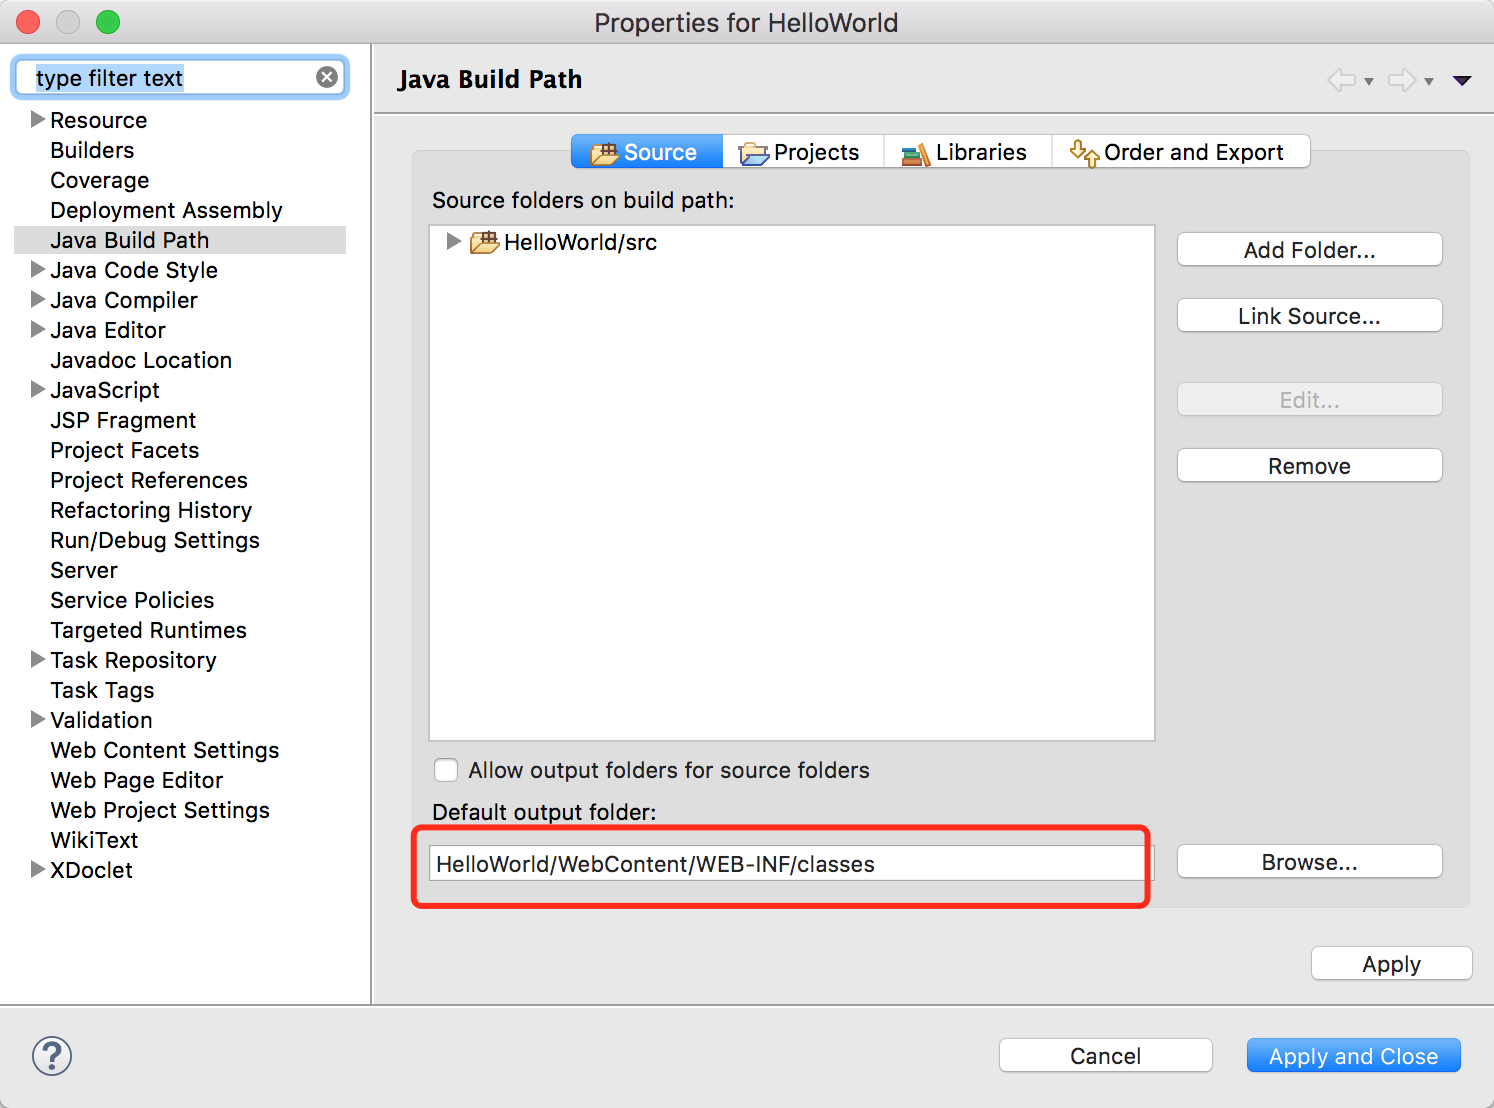 Properties for HelloWorld
type filter text
Resource
Builders
Coverage
Deployment Assembly
Java Build Path
Java Code Style
Java Compiler
Java Editor
Javadoc Location
JavaScript
JSP Fragment
Project Facets
Project References
Refactoring History
Run/Debug Settings
Server
Service Policies
Targeted Runtimes
Task Repository
Task Tags
Validation
Web Content Settings
Web Page Editor
Web Project Settings
WikiText
XDoclet
Java Build Path
Source Projects Libraries Order and Export
Source folders on build path:
HelloWorld/src
Add Folder...
Link Source...
Edit...
Remove
Allow output folders for source folders
Default output folder:
HelloWorld/WebContent/WEB-INF/classes
Browse...
Apply
?
Cancel
Apply and Close